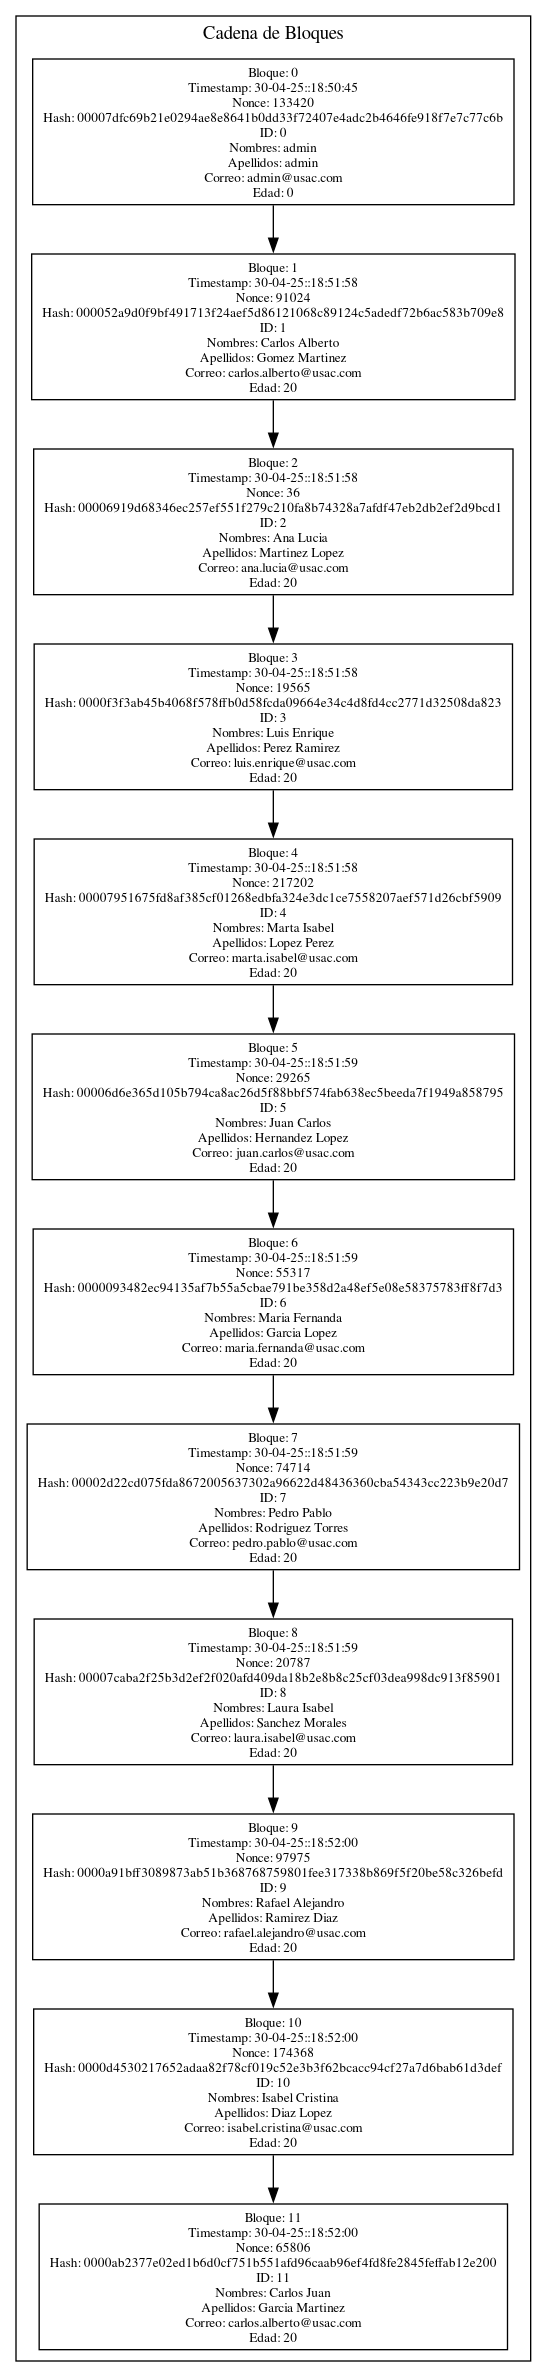 Cadena de Bloques
Bloque: 0
Timestamp: 30-04-25::18:50:45
Nonce: 133420
Hash: 00007dfc69b21e0294ae8e8641b0dd33f72407e4adc2b4646fe918f7e7c77c6b
ID: 0
Nombres: admin
Apellidos: admin
Correo: admin@usac.com
Edad: 0
Bloque: 1
Timestamp: 30-04-25::18:51:58
Nonce: 91024
Hash: 000052a9d0f9bf491713f24aef5d86121068c89124c5adedf72b6ac583b709e8
ID: 1
Nombres: Carlos Alberto
Apellidos: Gomez Martinez
Correo: carlos.alberto@usac.com
Edad: 20
Bloque: 2
Timestamp: 30-04-25::18:51:58
Nonce: 36
Hash: 00006919d68346ec257ef551f279c210fa8b74328a7afdf47eb2db2ef2d9bcd1
ID: 2
Nombres: Ana Lucia
Apellidos: Martinez Lopez
Correo: ana.lucia@usac.com
Edad: 20
Bloque: 3
Timestamp: 30-04-25::18:51:58
Nonce: 19565
Hash: 0000f3f3ab45b4068f578ffb0d58fcda09664e34c4d8fd4cc2771d32508da823
ID: 3
Nombres: Luis Enrique
Apellidos: Perez Ramirez
Correo: luis.enrique@usac.com
Edad: 20
Bloque: 4
Timestamp: 30-04-25::18:51:58
Nonce: 217202
Hash: 00007951675fd8af385cf01268edbfa324e3dc1ce7558207aef571d26cbf5909
ID: 4
Nombres: Marta Isabel
Apellidos: Lopez Perez
Correo: marta.isabel@usac.com
Edad: 20
Bloque: 5
Timestamp: 30-04-25::18:51:59
Nonce: 29265
Hash: 00006d6e365d105b794ca8ac26d5f88bbf574fab638ec5beeda7f1949a858795
ID: 5
Nombres: Juan Carlos
Apellidos: Hernandez Lopez
Correo: juan.carlos@usac.com
Edad: 20
Bloque: 6
Timestamp: 30-04-25::18:51:59
Nonce: 55317
Hash: 0000093482ec94135af7b55a5cbae791be358d2a48ef5e08e58375783ff8f7d3
ID: 6
Nombres: Maria Fernanda
Apellidos: Garcia Lopez
Correo: maria.fernanda@usac.com
Edad: 20
Bloque: 7
Timestamp: 30-04-25::18:51:59
Nonce: 74714
Hash: 00002d22cd075fda8672005637302a96622d48436360cba54343cc223b9e20d7
ID: 7
Nombres: Pedro Pablo
Apellidos: Rodriguez Torres
Correo: pedro.pablo@usac.com
Edad: 20
Bloque: 8
Timestamp: 30-04-25::18:51:59
Nonce: 20787
Hash: 00007caba2f25b3d2ef2f020afd409da18b2e8b8c25cf03dea998dc913f85901
ID: 8
Nombres: Laura Isabel
Apellidos: Sanchez Morales
Correo: laura.isabel@usac.com
Edad: 20
Bloque: 9
Timestamp: 30-04-25::18:52:00
Nonce: 97975
Hash: 0000a91bff3089873ab51b368768759801fee317338b869f5f20be58c326befd
ID: 9
Nombres: Rafael Alejandro
Apellidos: Ramirez Diaz
Correo: rafael.alejandro@usac.com
Edad: 20
Bloque: 10
Timestamp: 30-04-25::18:52:00
Nonce: 174368
Hash: 0000d4530217652adaa82f78cf019c52e3b3f62bcacc94cf27a7d6bab61d3def
ID: 10
Nombres: Isabel Cristina
Apellidos: Diaz Lopez
Correo: isabel.cristina@usac.com
Edad: 20
Bloque: 11
Timestamp: 30-04-25::18:52:00
Nonce: 65806
Hash: 0000ab2377e02ed1b6d0cf751b551afd96caab96ef4fd8fe2845feffab12e200
ID: 11
Nombres: Carlos Juan
Apellidos: Garcia Martinez
Correo: carlos.alberto@usac.com
Edad: 20